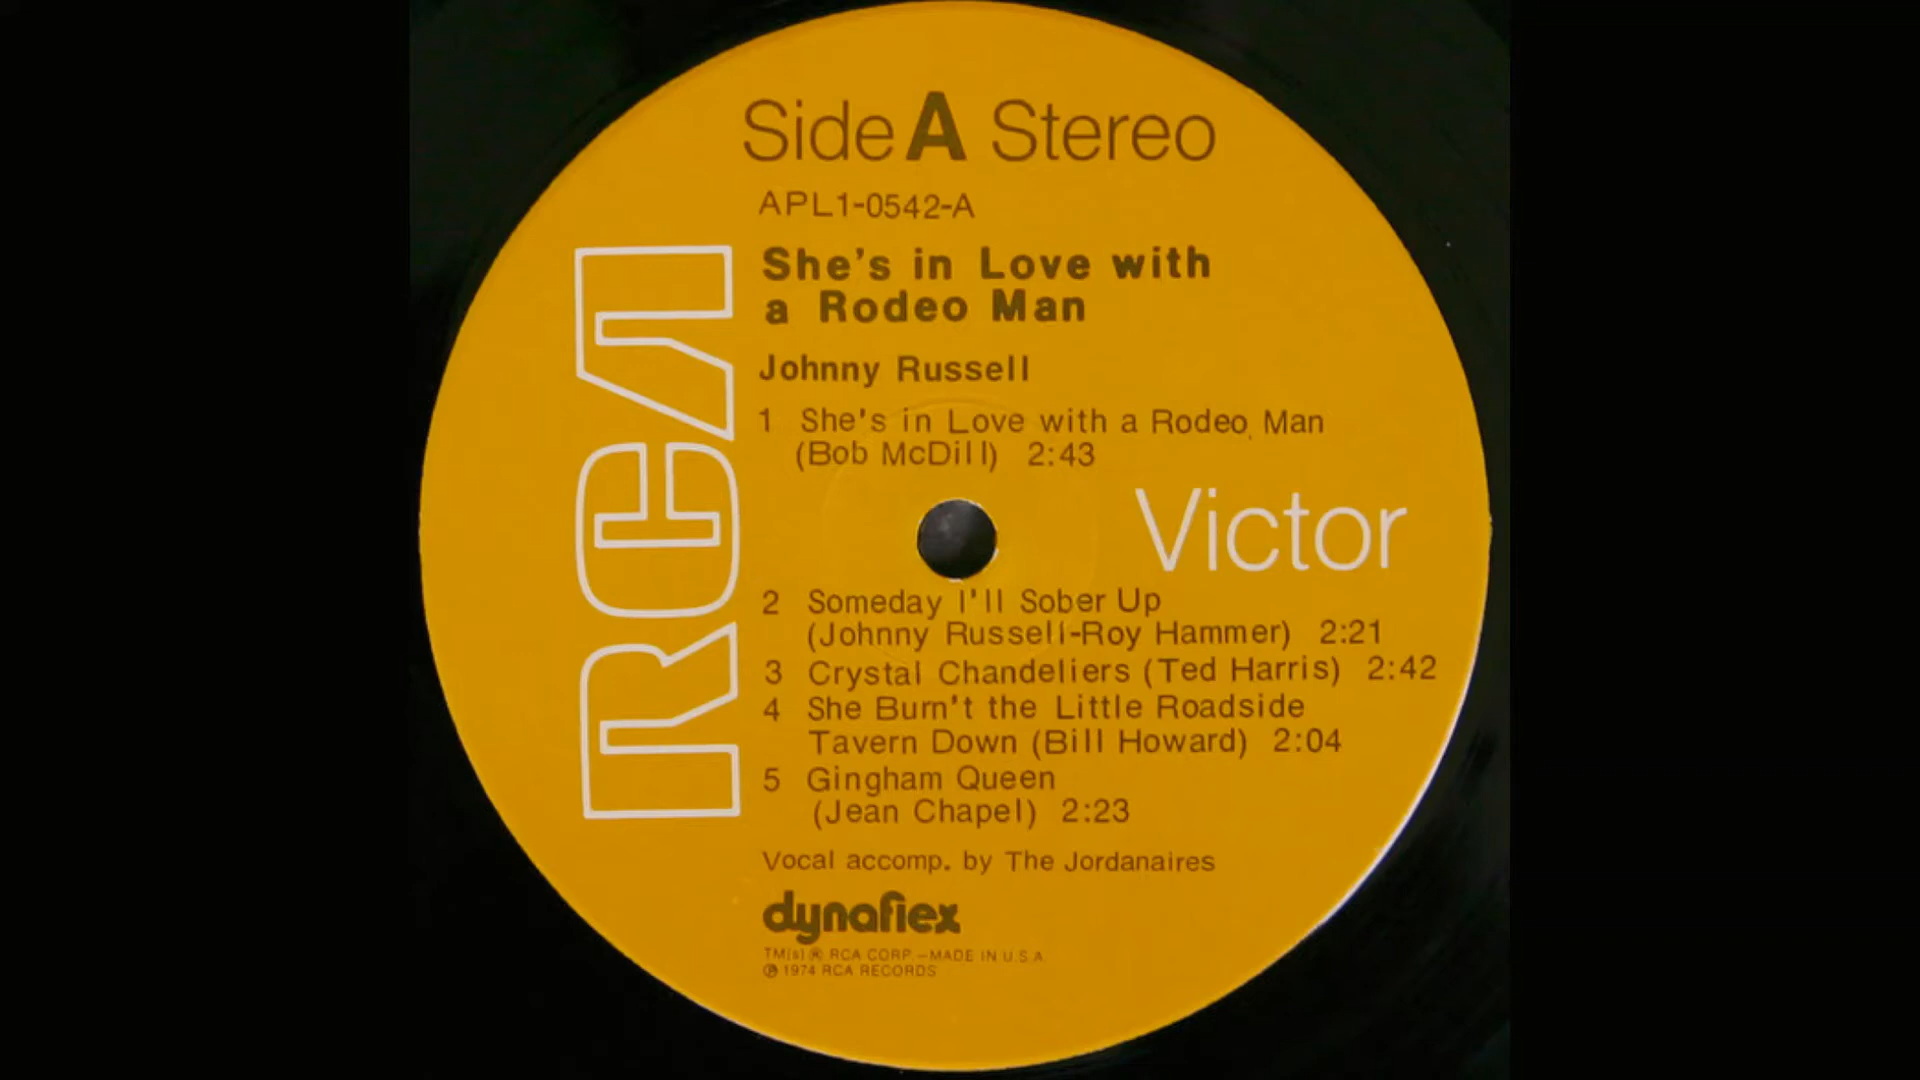 Side A Stereo
APL1-0542-A
She's in Love with
a Rodeo Man
Johnny Russell
1 She's in Love with a Rodeo Man
(Bob McDill) 2:43
RCA
Victor
2 Someday I'll Sober Up
(Johnny Russell-Roy Hammer) 2:21
3 Crystal Chandeliers (Ted Harris) 2:42
4 She Burn't the Little Roadside
Tavern Down (Bill Howard) 2:04
5 Gingham Queen
(Jean Chapel) 2:23
Vocal accomp. by The Jordanaires
dynaflex
TM(s) ® RCA CORP.—MADE IN U.S.A.
℗ 1974 RCA RECORDS